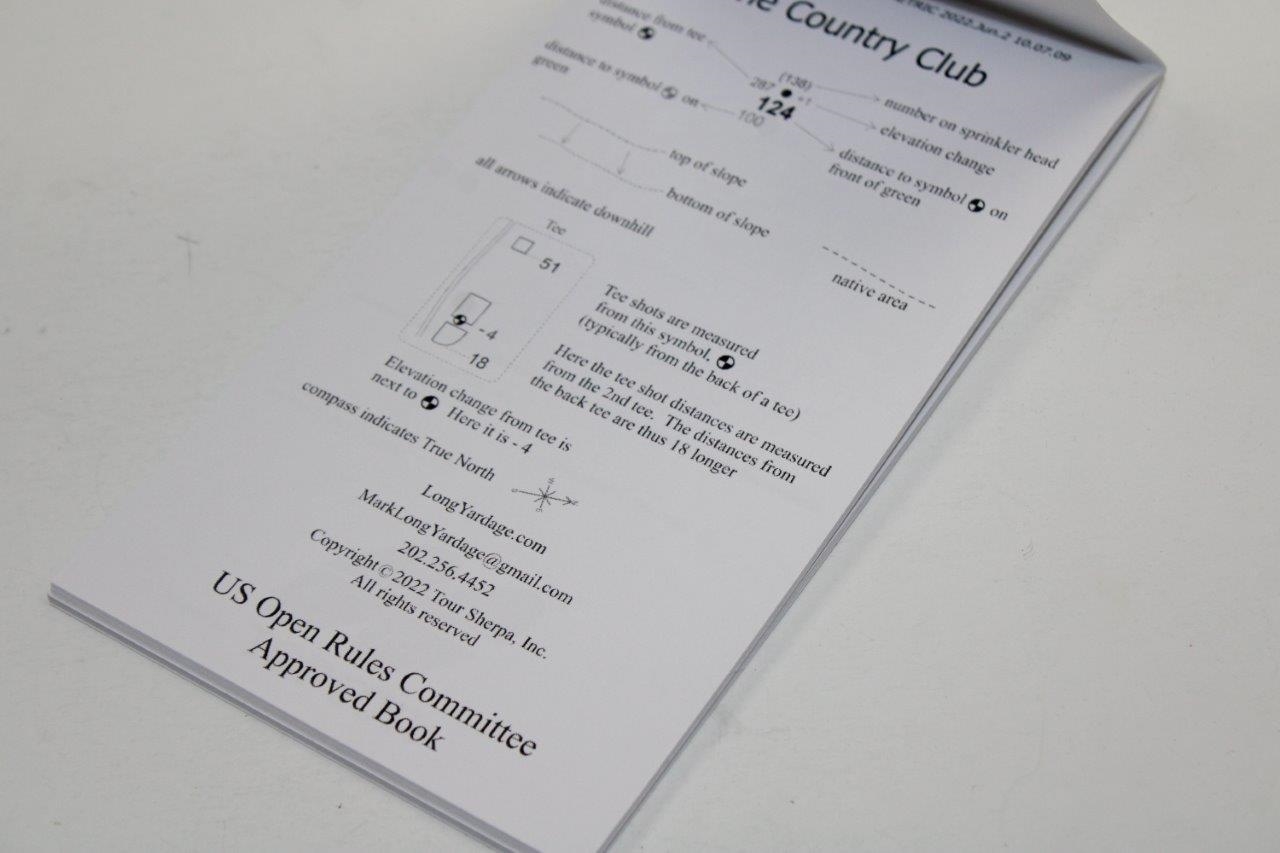 2022.Jun.2 10.07.09
Country Club
distance from tee
symbol
(138)
287
+1
124
100
number on sprinkler head
elevation change
distance to symbol on
green
distance to symbol on
front of green
top of slope
bottom of slope
all arrows indicate downhill
native area
Tee
51
-4
18
Tee shots are measured
from this symbol.
(typically from the back of a tee)
Here the tee shot distances are measured
from the 2nd tee. The distances from
the back tee are thus 18 longer
Elevation change from tee is
next to Here it is - 4
compass indicates True North
LongYardage.com
MarkLongYardage@gmail.com
202.256.4452
Copyright © 2022 Tour Sherpa, Inc.
All rights reserved
US Open Rules Committee
Approved Book